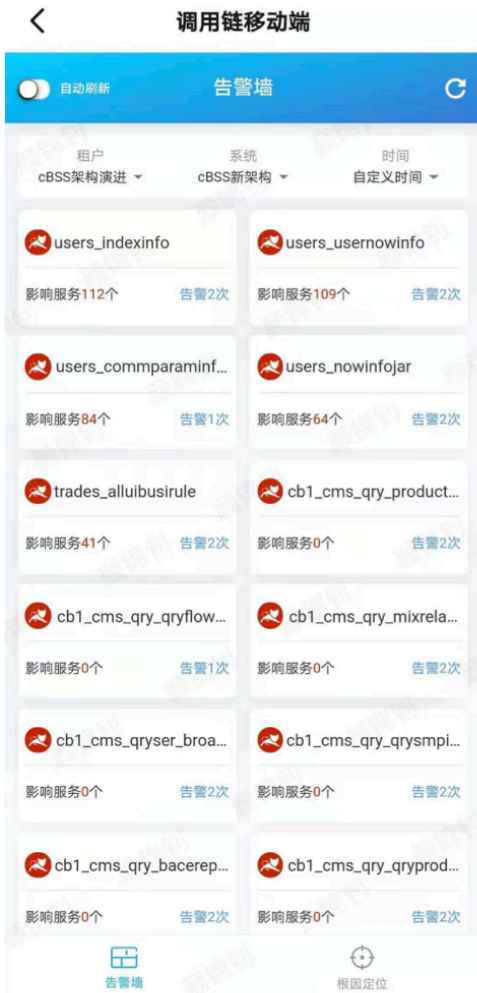 调用链移动端
自动刷新 告警墙
租户 系统 时间
cBSS架构演进 cBSS新架构 自定义时间
users_indexinfo users_usernowinfo
影响服务112个 告警2次 影响服务109个 告警2次
users_commparaminf... users_nowinfojar
影响服务84个 告警1次 影响服务64个 告警2次
trades_alluibusirule cb1_cms_qry_product...
影响服务41个 告警2次 影响服务0个 告警2次
cb1_cms_qry_qryflow... cb1_cms_qry_mixrela...
影响服务0个 告警1次 影响服务0个 告警2次
cb1_cms_qryser_broa... cb1_cms_qry_qrysmpi...
影响服务0个 告警2次 影响服务0个 告警2次
cb1_cms_qry_bacerep... cb1_cms_qry_qryprod...
影响服务0个 告警2次 影响服务0个 告警2次
告警墙 根因定位